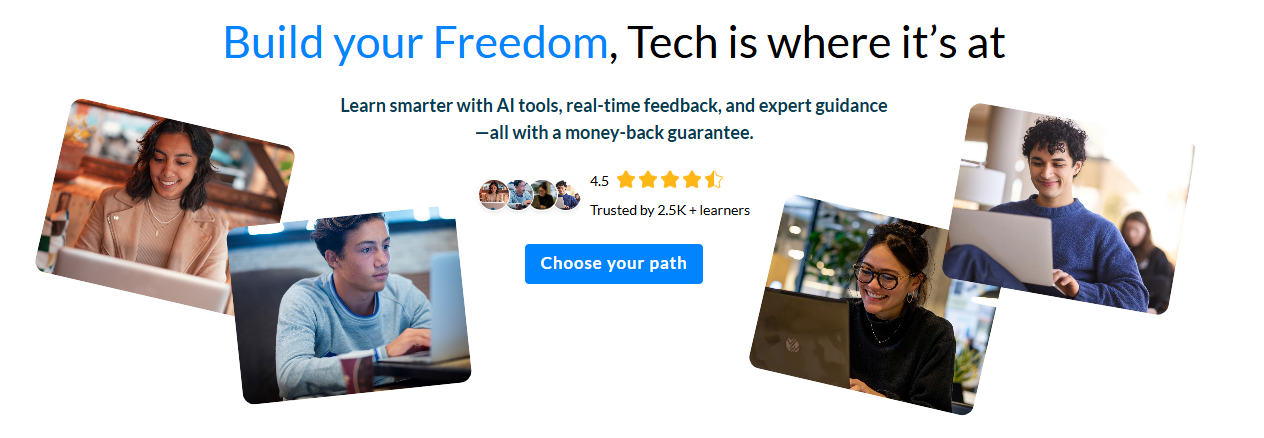 Build your Freedom, Tech is where it’s at
Learn smarter with AI tools, real-time feedback, and expert guidance
—all with a money-back guarantee.
4.5
Trusted by 2.5K + learners
Choose your path